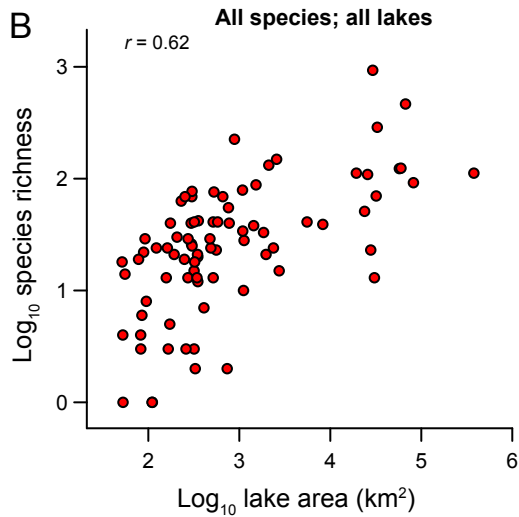 B
All species; all lakes
r = 0.62
Log₁₀ species richness
3
2
1
0
2
3
4
5
6
Log₁₀ lake area (km²)